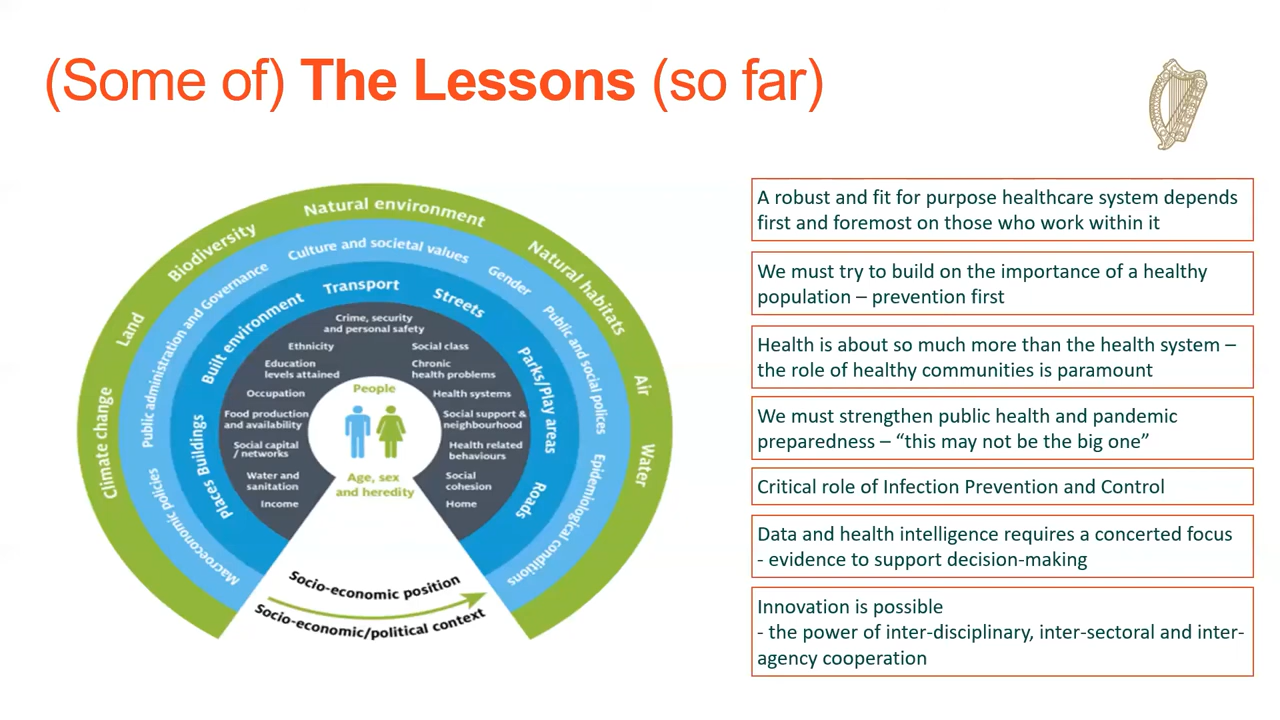 (Some of) The Lessons (so far)
Natural environment
Biodiversity
Natural habitats
Land
Air
Climate change
Water
Culture and societal values
Public administration and Governance
Gender
Public and social polices
Macroeconomic policies
Epidemiological conditions
Transport
Built environment
Streets
Parks/Play areas
Places Buildings
Roads
Crime, security
and personal safety
Ethnicity
Social class
Education
levels attained
Chronic
health problems
Occupation
Health systems
Food production
and availability
Social support &
neighbourhood
Social capital
/ networks
Health related
behaviours
Water and
sanitation
Social
cohesion
Income
Home
People
Age, sex
and heredity
Socio-economic position
Socio-economic/political context
A robust and fit for purpose healthcare system depends
first and foremost on those who work within it
We must try to build on the importance of a healthy
population – prevention first
Health is about so much more than the health system –
the role of healthy communities is paramount
We must strengthen public health and pandemic
preparedness – “this may not be the big one”
Critical role of Infection Prevention and Control
Data and health intelligence requires a concerted focus
- evidence to support decision-making
Innovation is possible
- the power of inter-disciplinary, inter-sectoral and inter-
agency cooperation